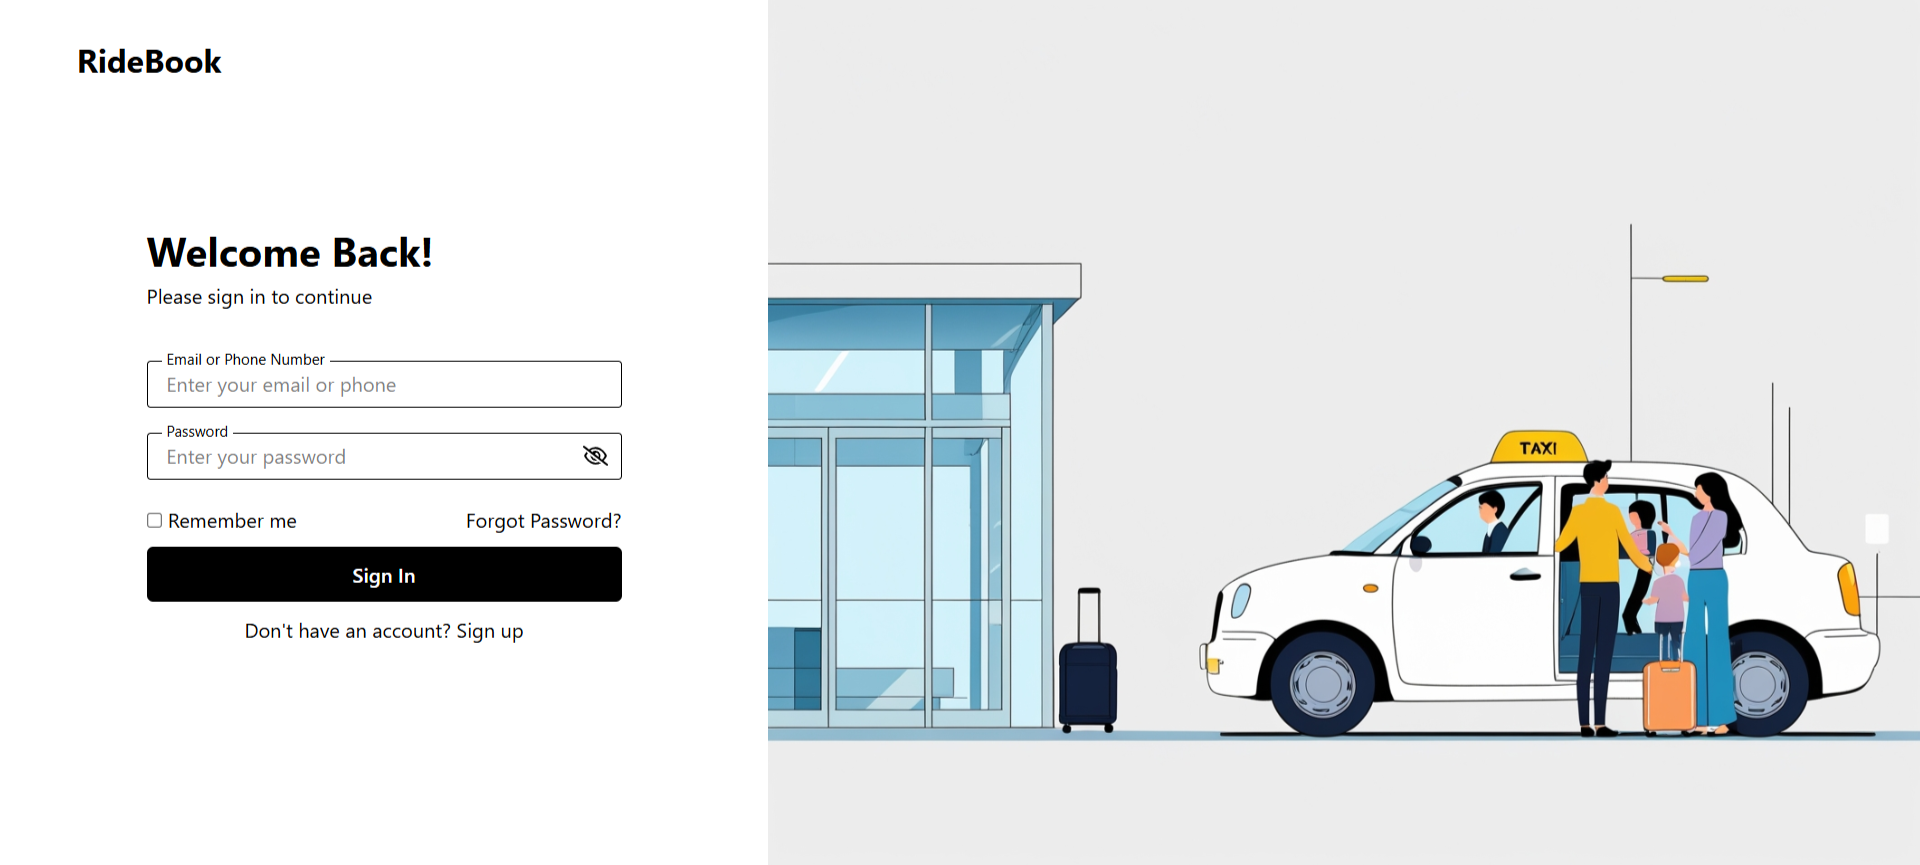 RideBook
Welcome Back!
Please sign in to continue
Email or Phone Number
Enter your email or phone
Password
Enter your password
Remember me
Forgot Password?
Sign In
Don't have an account? Sign up
TAXI